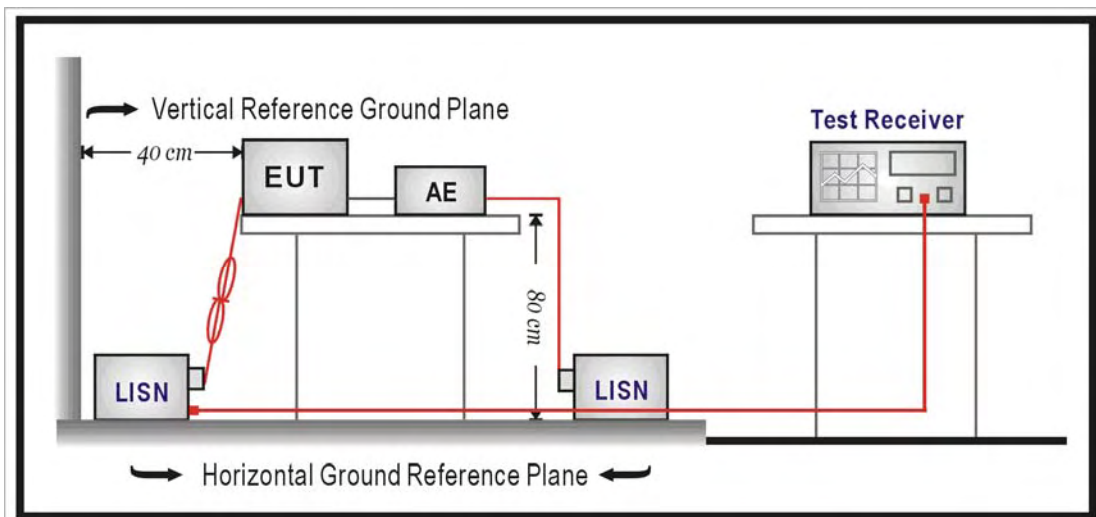 Vertical Reference Ground Plane
Test Receiver
40 cm
EUT
AE
80 cm
LISN
LISN
Horizontal Ground Reference Plane